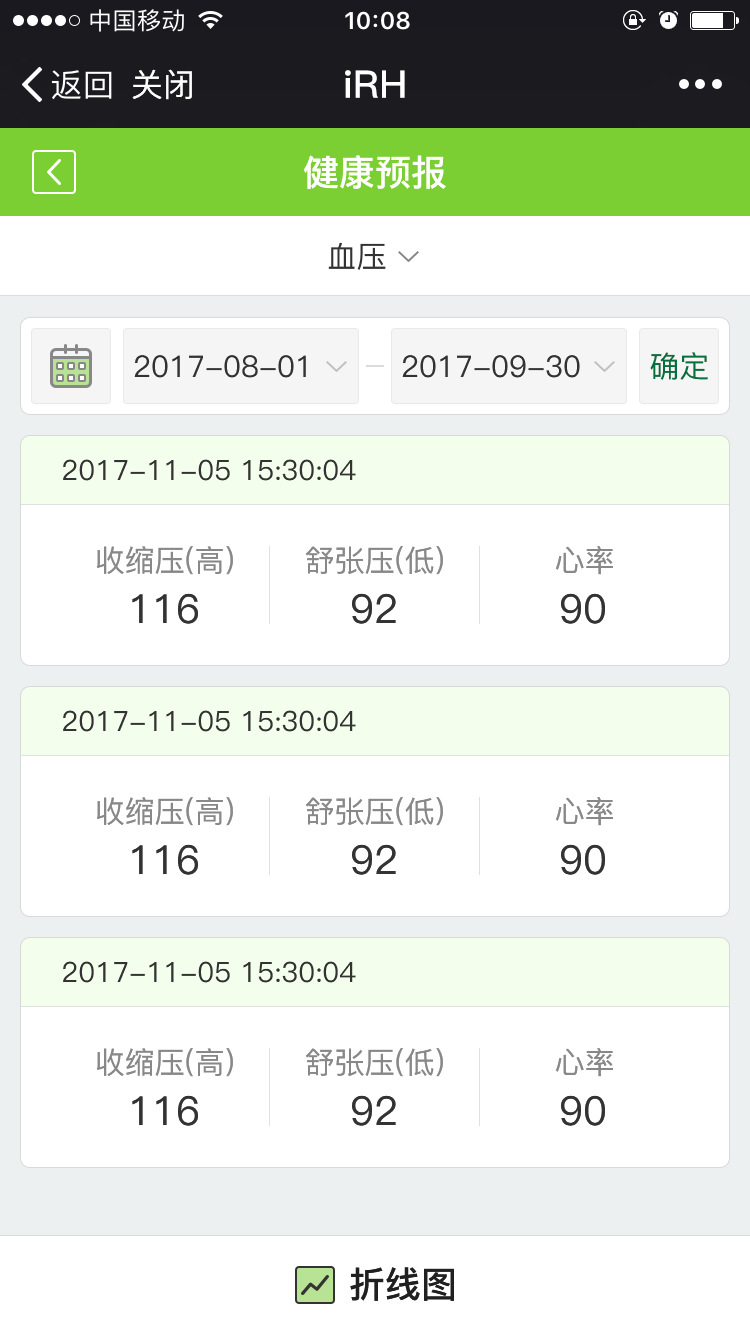 中国移动 10:08
返回 关闭 iRH
健康预报
血压
2017-08-01 2017-09-30 确定
2017-11-05 15:30:04
收缩压(高) 舒张压(低) 心率
116 92 90
2017-11-05 15:30:04
收缩压(高) 舒张压(低) 心率
116 92 90
2017-11-05 15:30:04
收缩压(高) 舒张压(低) 心率
116 92 90
折线图